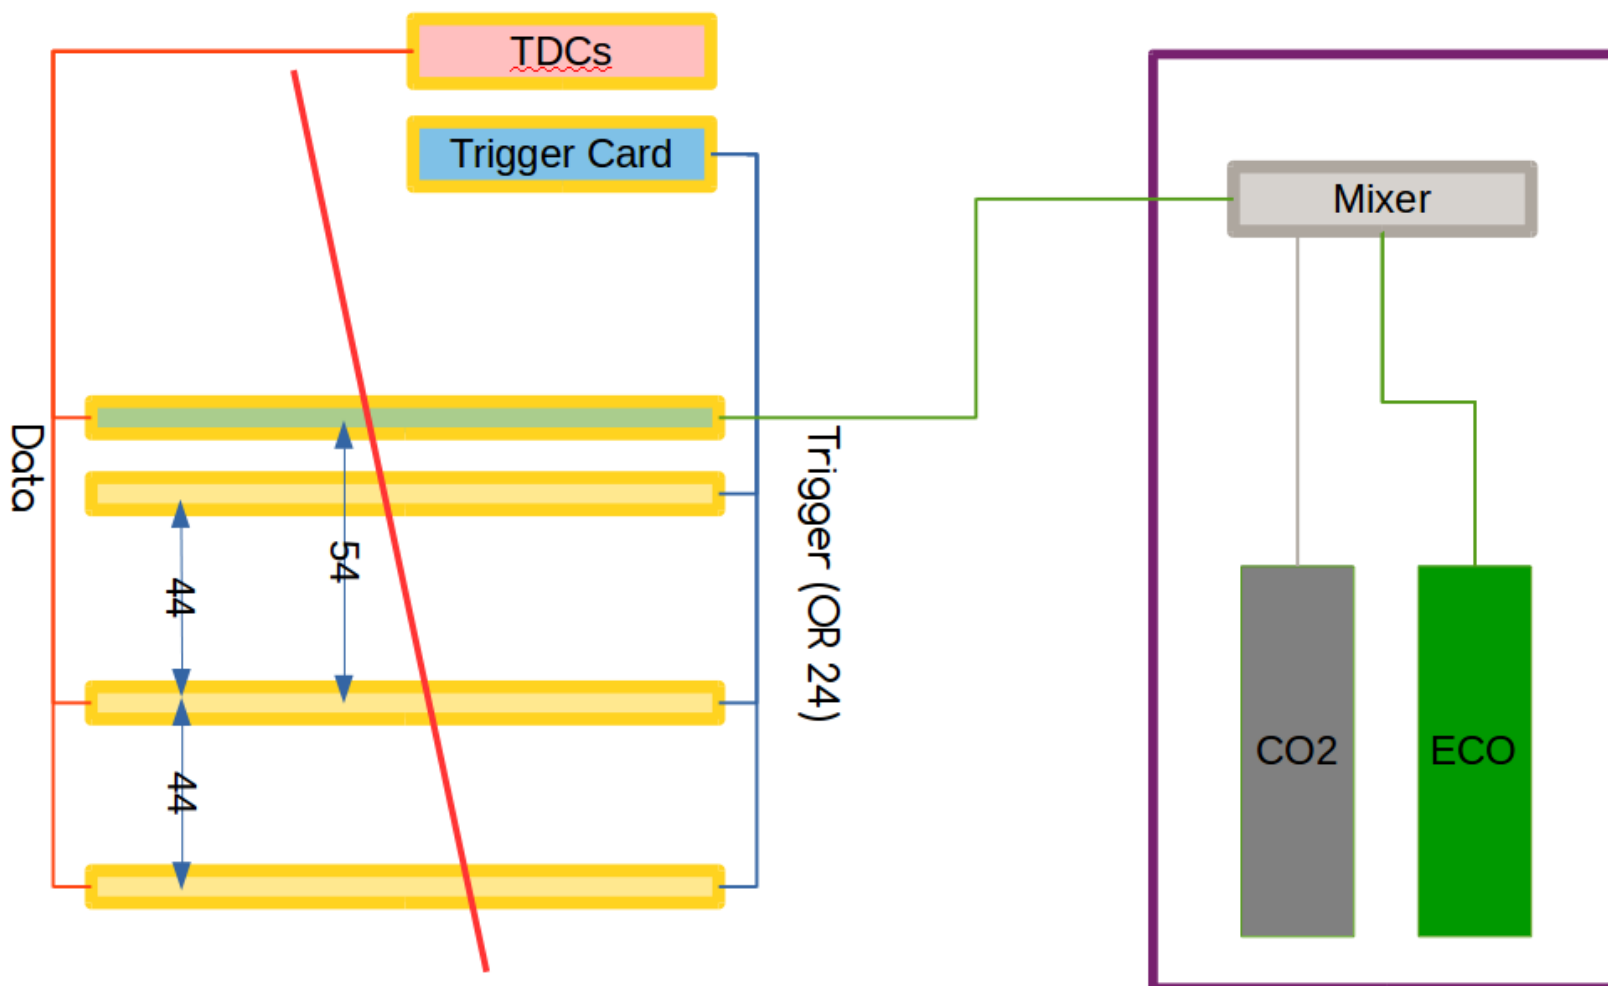 TDCs
Trigger Card
Mixer
Data
54
44
Trigger (OR 24)
44
CO2
ECO